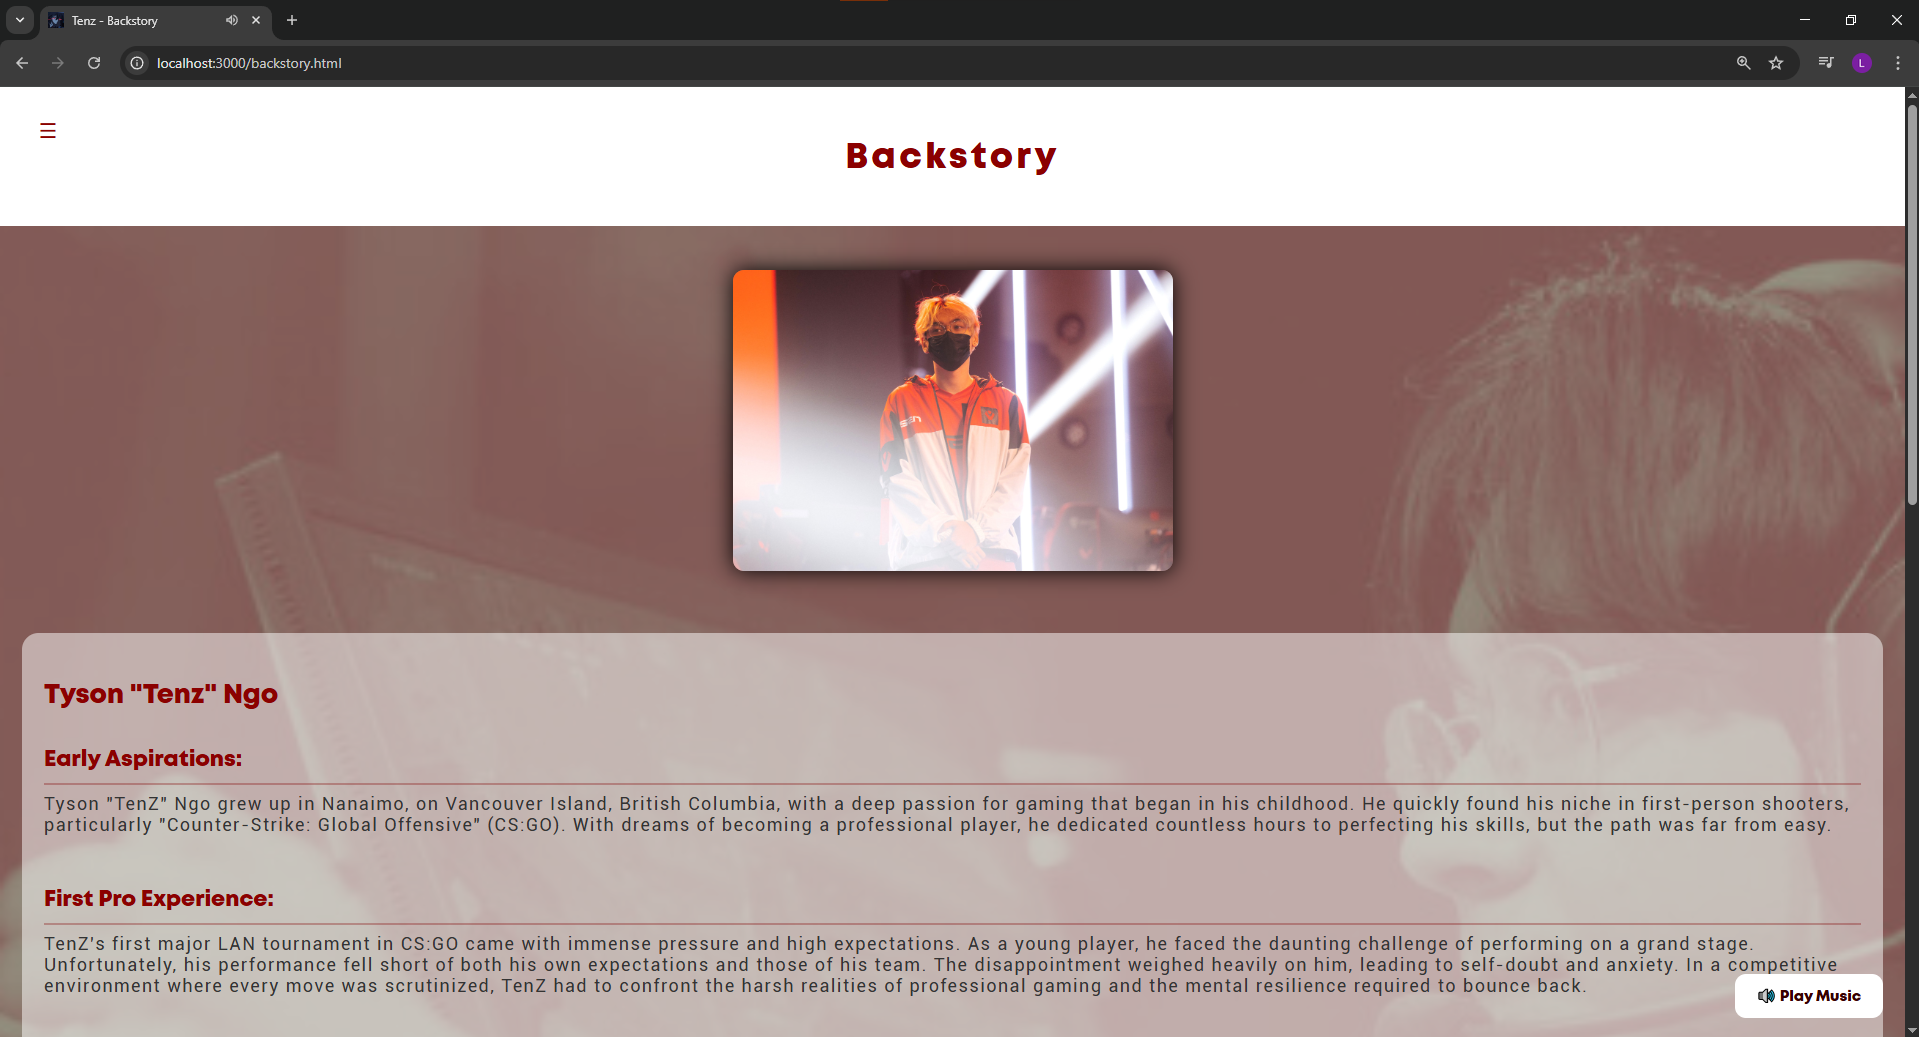 Tenz - Backstory
localhost:3000/backstory.html
L
Backstory
Tyson "Tenz" Ngo
Early Aspirations:
Tyson "TenZ" Ngo grew up in Nanaimo, on Vancouver Island, British Columbia, with a deep passion for gaming that began in his childhood. He quickly found his niche in first-person shooters,
particularly "Counter-Strike: Global Offensive" (CS:GO). With dreams of becoming a professional player, he dedicated countless hours to perfecting his skills, but the path was far from easy.
First Pro Experience:
TenZ's first major LAN tournament in CS:GO came with immense pressure and high expectations. As a young player, he faced the daunting challenge of performing on a grand stage.
Unfortunately, his performance fell short of both his own expectations and those of his team. The disappointment weighed heavily on him, leading to self-doubt and anxiety. In a competitive
environment where every move was scrutinized, TenZ had to confront the harsh realities of professional gaming and the mental resilience required to bounce back.
🔊 Play Music